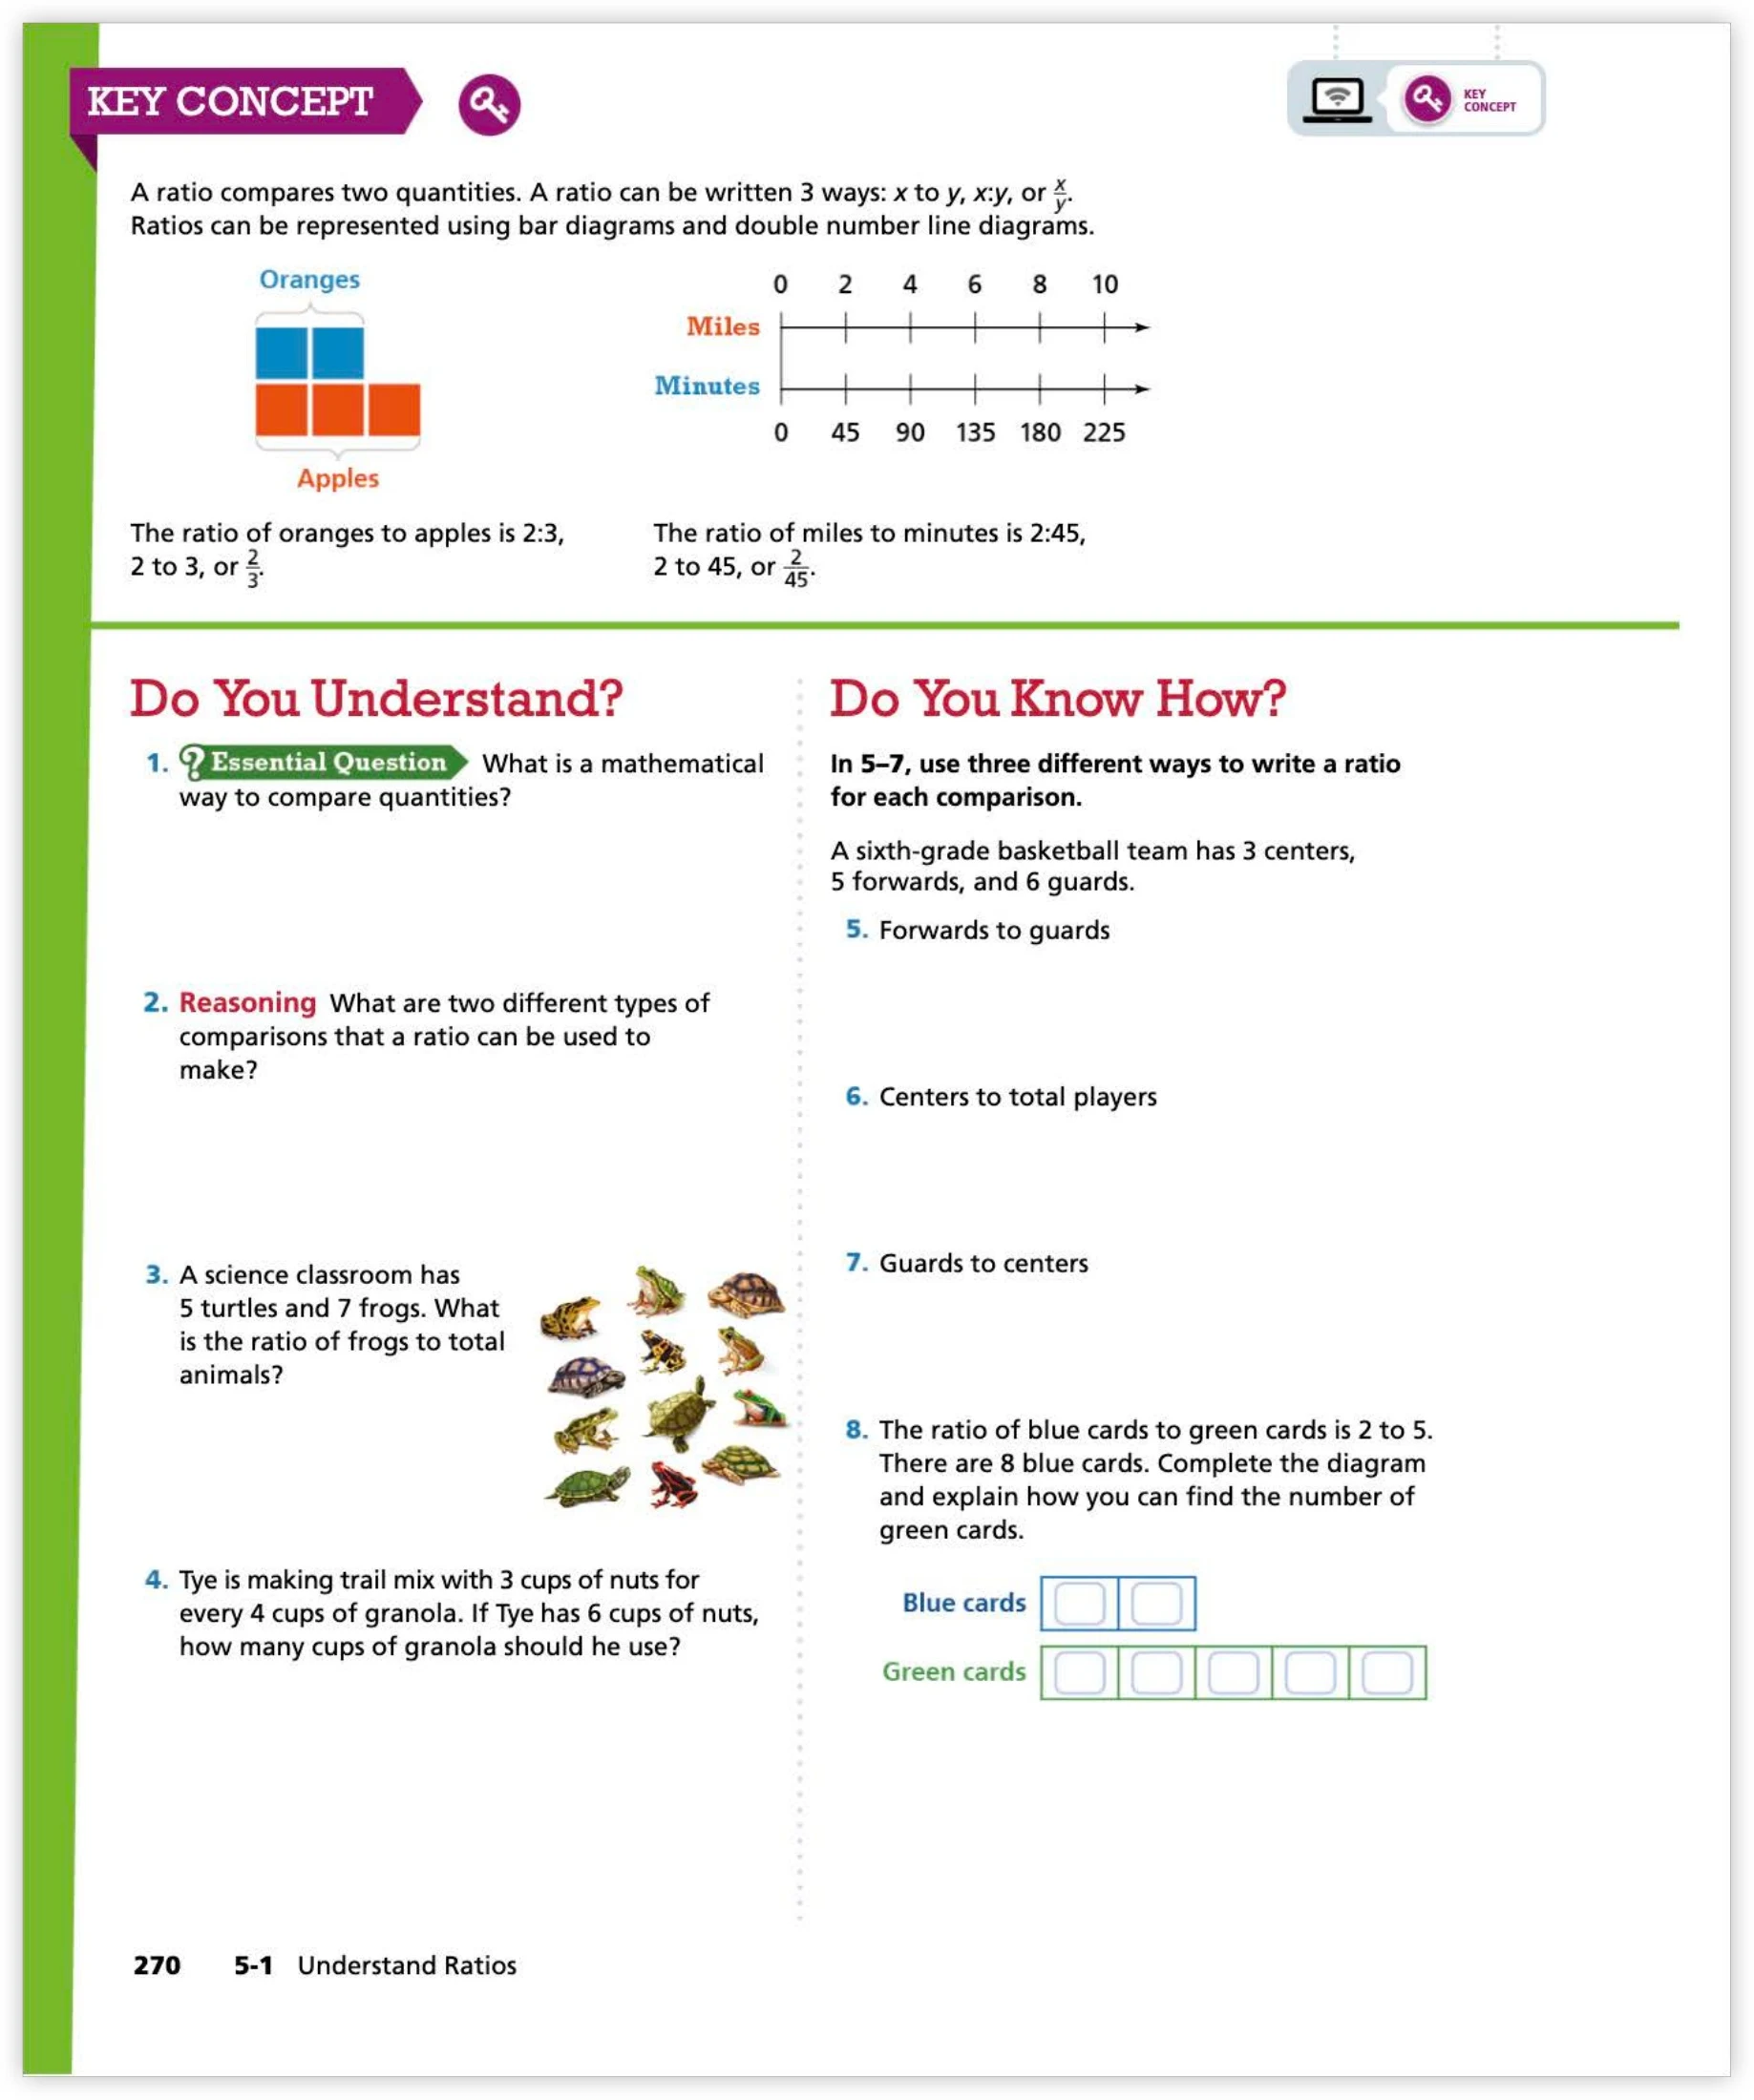 KEY CONCEPT
KEY
CONCEPT
A ratio compares two quantities. A ratio can be written 3 ways: x to y, x:y, or x/y.
Ratios can be represented using bar diagrams and double number line diagrams.
Oranges
Apples
0 2 4 6 8 10
Miles
Minutes
0 45 90 135 180 225
The ratio of oranges to apples is 2:3,
2 to 3, or 2/3.
The ratio of miles to minutes is 2:45,
2 to 45, or 2/45.
Do You Understand?
1. ? Essential Question What is a mathematical
way to compare quantities?
2. Reasoning What are two different types of
comparisons that a ratio can be used to
make?
3. A science classroom has
5 turtles and 7 frogs. What
is the ratio of frogs to total
animals?
4. Tye is making trail mix with 3 cups of nuts for
every 4 cups of granola. If Tye has 6 cups of nuts,
how many cups of granola should he use?
Do You Know How?
In 5–7, use three different ways to write a ratio
for each comparison.
A sixth-grade basketball team has 3 centers,
5 forwards, and 6 guards.
5. Forwards to guards
6. Centers to total players
7. Guards to centers
8. The ratio of blue cards to green cards is 2 to 5.
There are 8 blue cards. Complete the diagram
and explain how you can find the number of
green cards.
Blue cards
Green cards
270 5-1 Understand Ratios